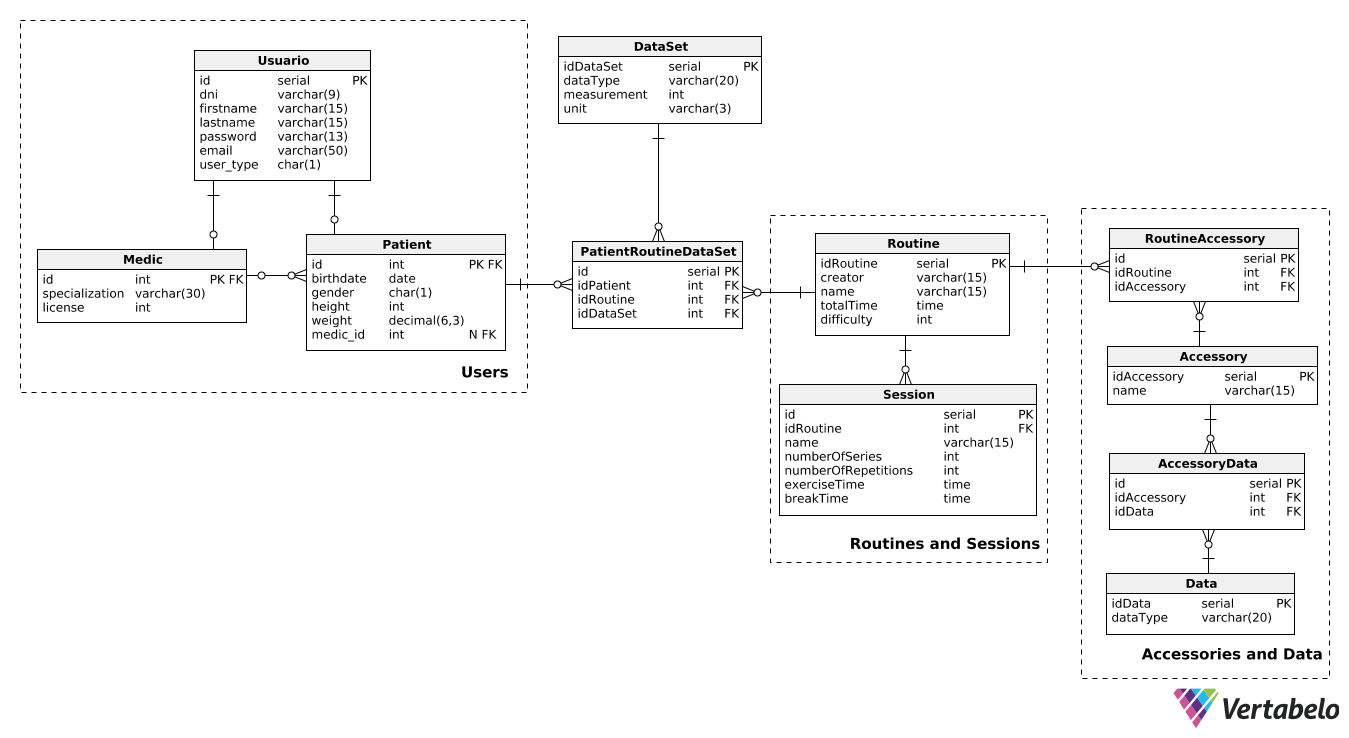 Usuario
id serial PK
dni varchar(9)
firstname varchar(15)
lastname varchar(15)
password varchar(13)
email varchar(50)
user_type char(1)
Medic
id int PK FK
specialization varchar(30)
license int
Patient
id int PK FK
birthdate date
gender char(1)
height int
weight decimal(6,3)
medic_id int N FK
Users
DataSet
idDataSet serial PK
dataType varchar(20)
measurement int
unit varchar(3)
PatientRoutineDataSet
id serial PK
idPatient int FK
idRoutine int FK
idDataSet int FK
Routine
idRoutine serial PK
creator varchar(15)
name varchar(15)
totalTime time
difficulty int
Session
id serial PK
idRoutine int FK
name varchar(15)
numberOfSeries int
numberOfRepetitions int
exerciseTime time
breakTime time
Routines and Sessions
RoutineAccessory
id serial PK
idRoutine int FK
idAccessory int FK
Accessory
idAccessory serial PK
name varchar(15)
AccessoryData
id serial PK
idAccessory int FK
idData int FK
Data
idData serial PK
dataType varchar(20)
Accessories and Data
Vertabelo